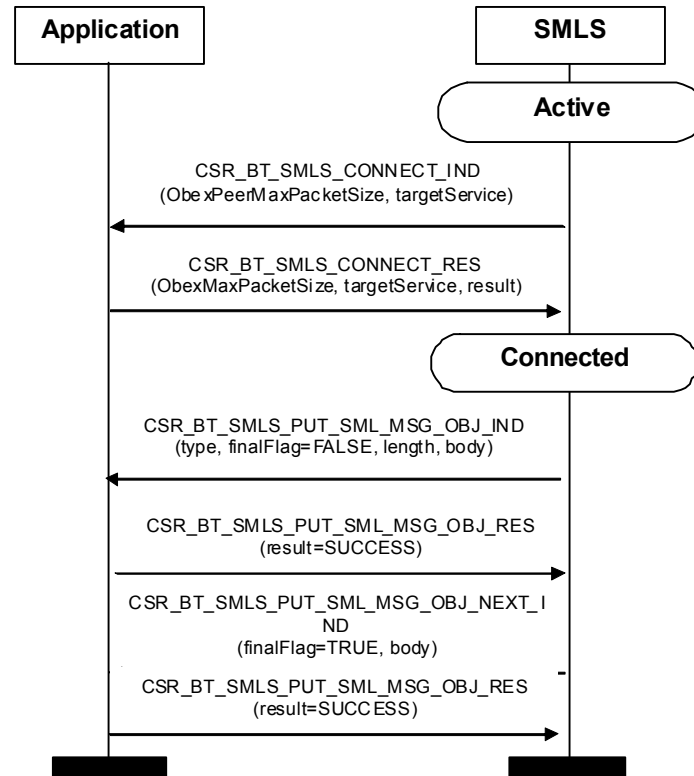 Application
SMLS
Active
CSR_BT_SMLS_CONNECT_IND
(ObexPeerMaxPacketSize, targetService)
CSR_BT_SMLS_CONNECT_RES
(ObexMaxPacketSize, targetService, result)
Connected
CSR_BT_SMLS_PUT_SML_MSG_OBJ_IND
(type, finalFlag=FALSE, length, body)
CSR_BT_SMLS_PUT_SML_MSG_OBJ_RES
(result=SUCCESS)
CSR_BT_SMLS_PUT_SML_MSG_OBJ_NEXT_I
ND
(finalFlag=TRUE, body)
CSR_BT_SMLS_PUT_SML_MSG_OBJ_RES
(result=SUCCESS)